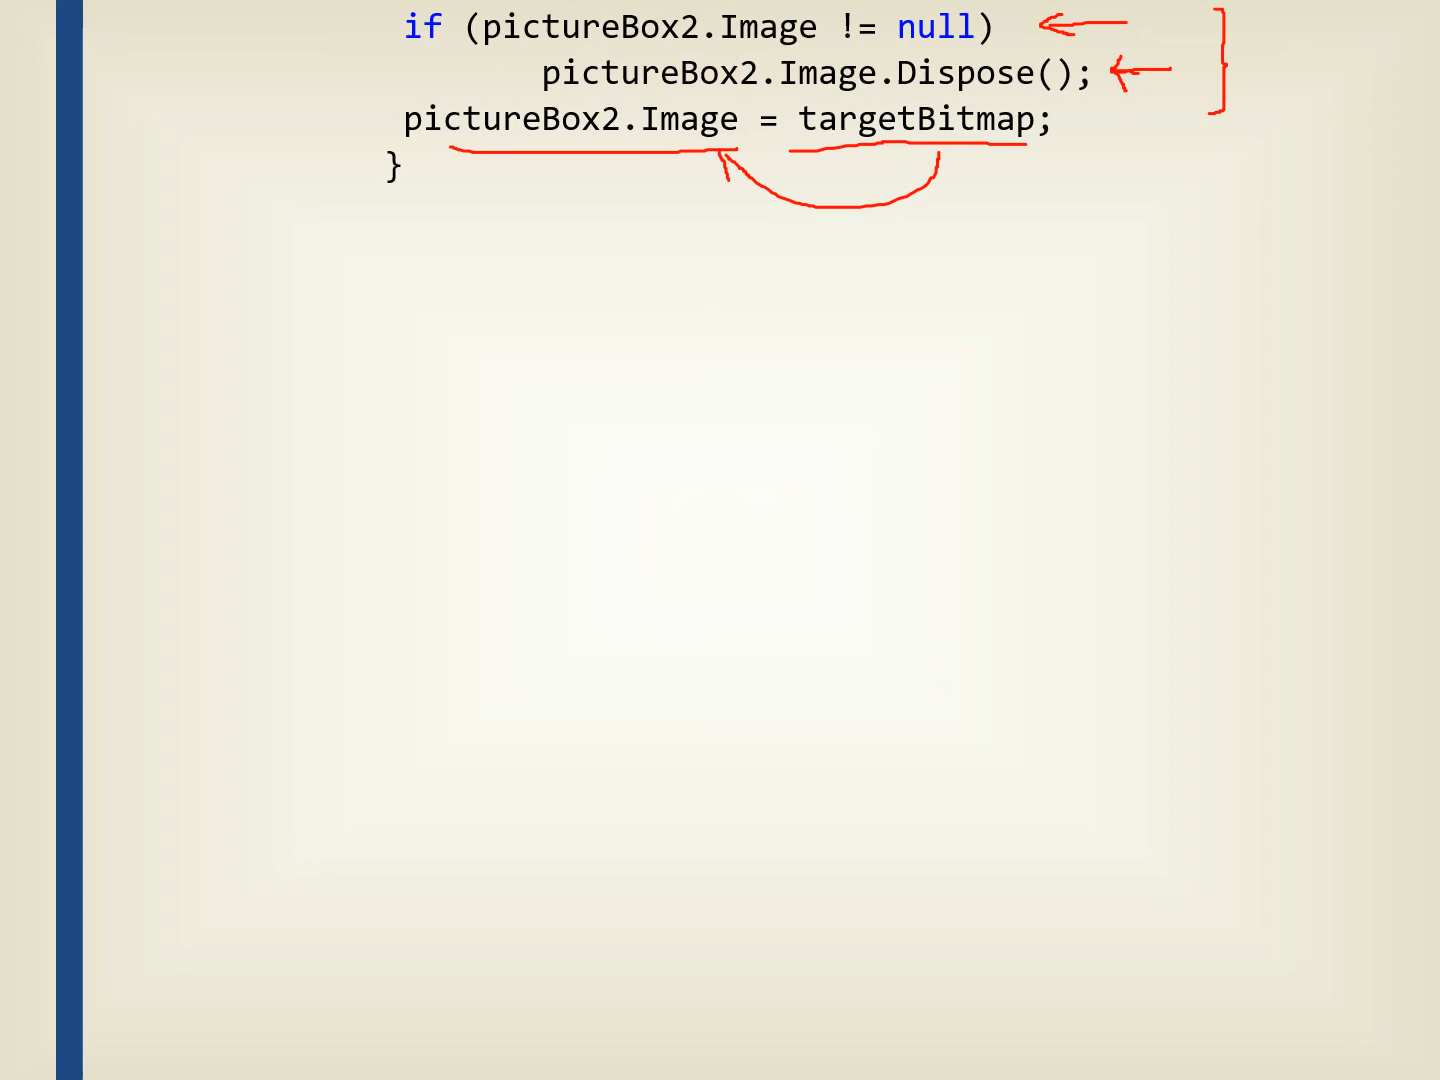 if (pictureBox2.Image != null)
pictureBox2.Image.Dispose();
pictureBox2.Image = targetBitmap;
}